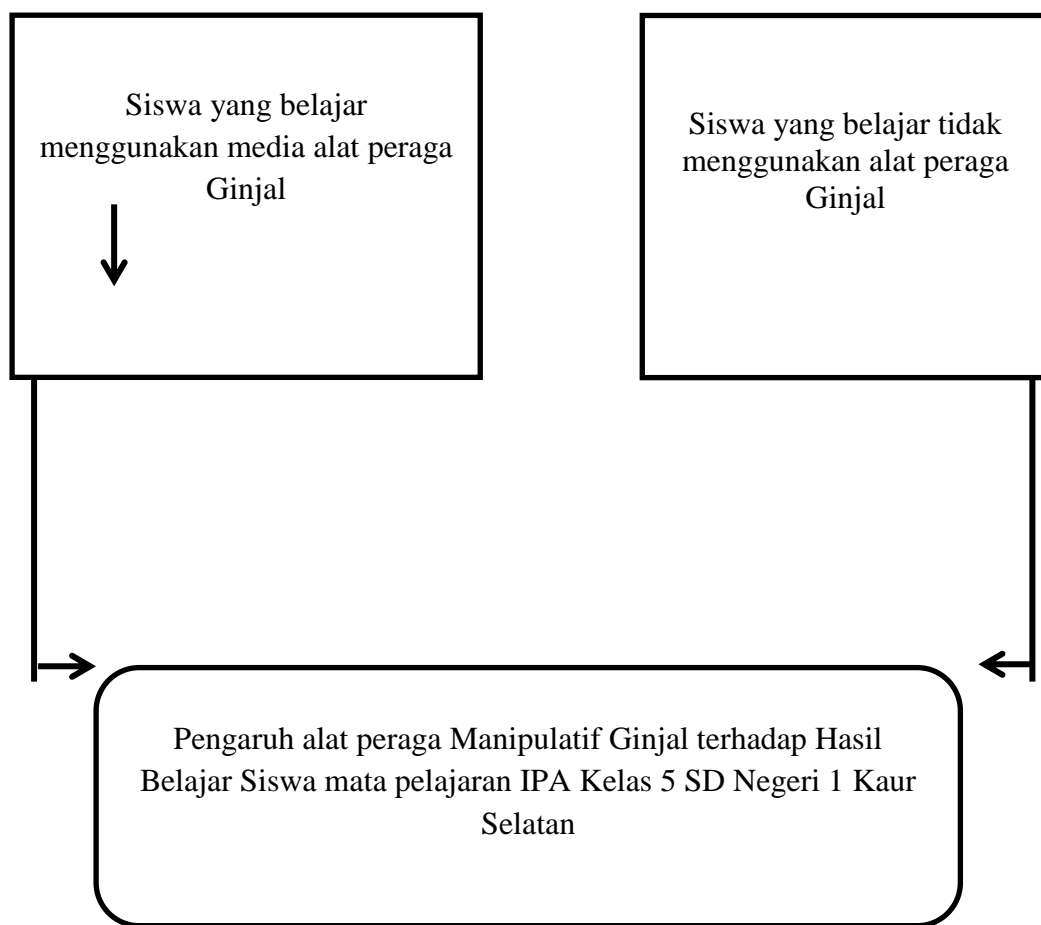 Siswa yang belajar
menggunakan media alat peraga
Ginjal
Siswa yang belajar tidak
menggunakan alat peraga
Ginjal
Pengaruh alat peraga Manipulatif Ginjal terhadap Hasil
Belajar Siswa mata pelajaran IPA Kelas 5 SD Negeri 1 Kaur
Selatan